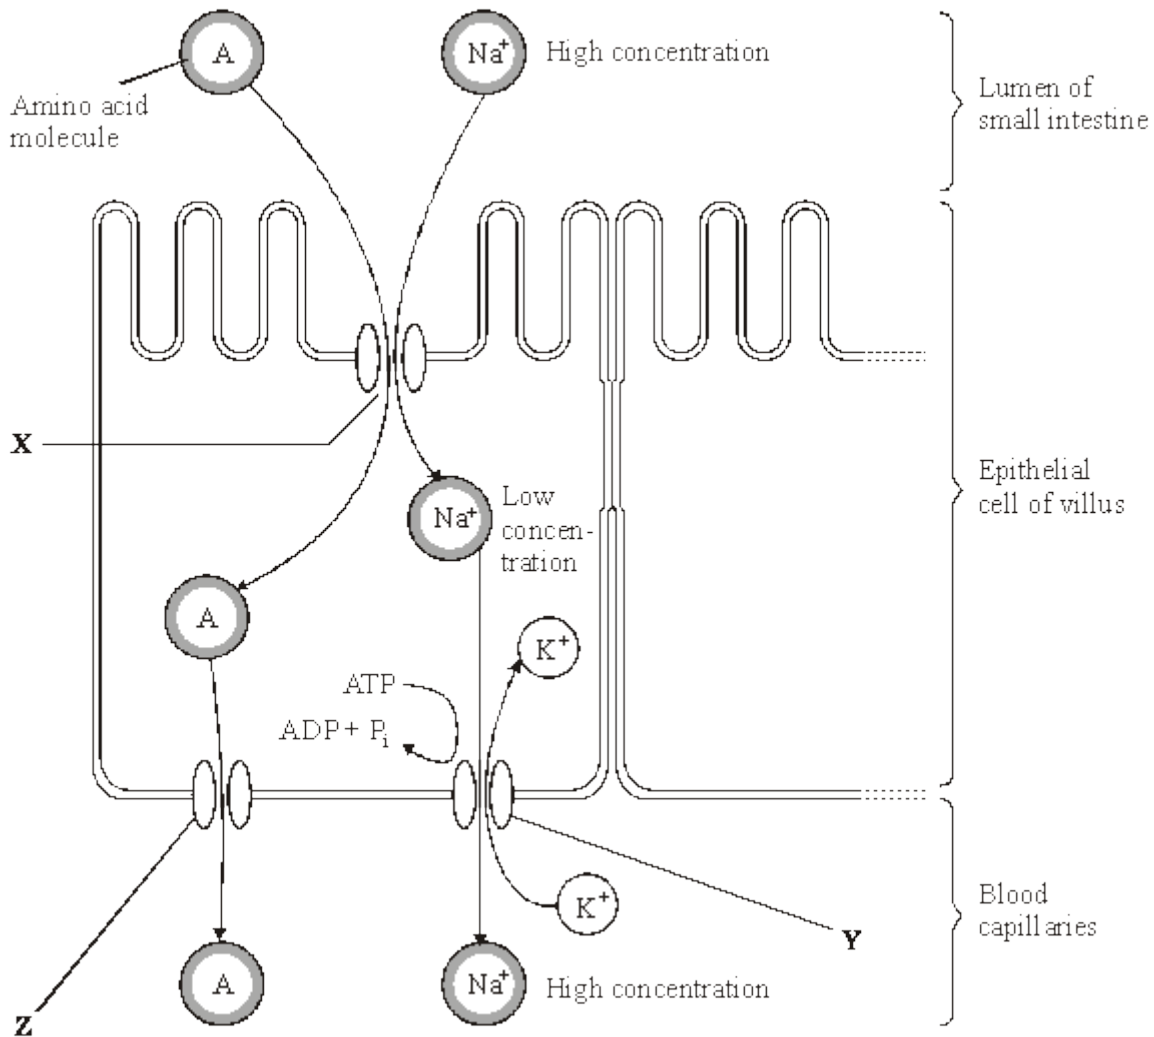 A
Na+
High concentration
Amino acid
molecule
Lumen of
small intestine
X
Na+
Low
concen-
tration
Epithelial
cell of villus
A
K+
ATP
ADP + Pi
K+
Y
Blood
capillaries
A
Na+
High concentration
Z